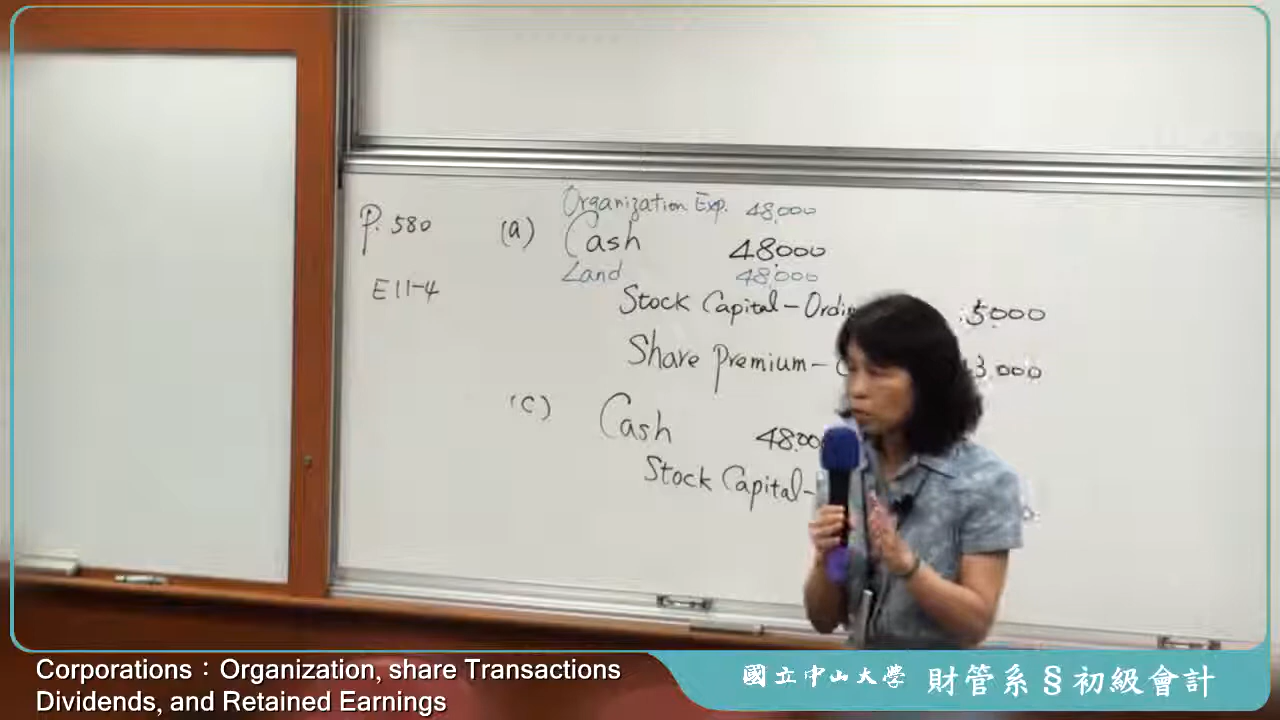 P. 580
E11-4
Organization Exp. 48,000
(a) Cash 48000
Land 48,000
Stock Capital-Ordi 5000
Share Premium- 3,000
(c) Cash 48,00
Stock Capital-
Corporations：Organization, share Transactions
Dividends, and Retained Earnings
國立中山大學 財管系§初級會計